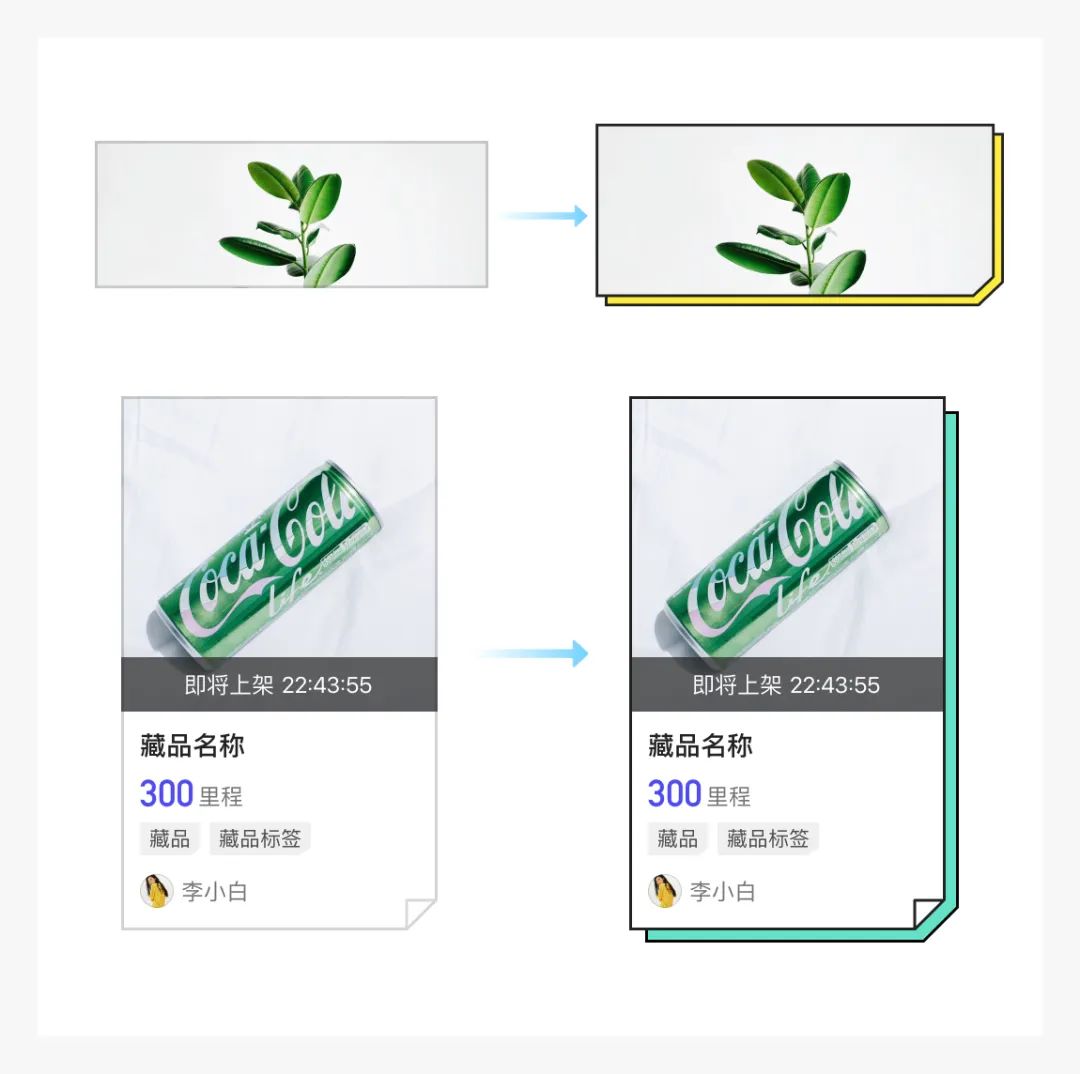 Coca-Cola
life
即将上架 22:43:55
藏品名称
300 里程
藏品 藏品标签
李小白
Coca-Cola
life
即将上架 22:43:55
藏品名称
300 里程
藏品 藏品标签
李小白